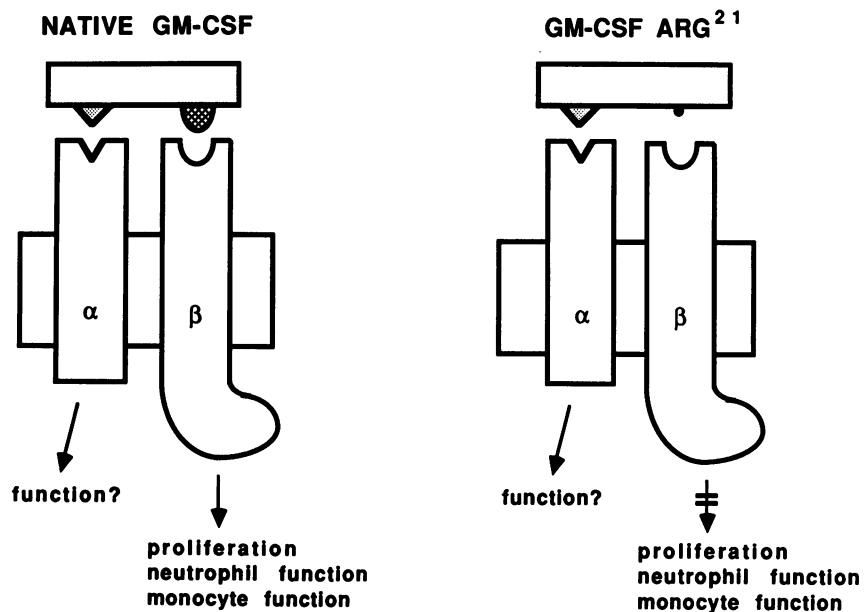 NATIVE GM-CSF
α
β
function?
proliferation
neutrophil function
monocyte function
GM-CSF ARG²¹
α
β
function?
proliferation
neutrophil function
monocyte function